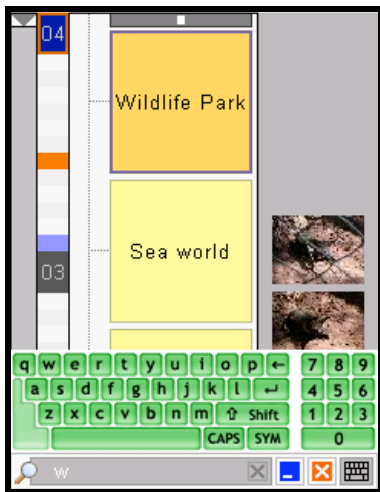 04
Wildlife Park
Sea world
03
q w e r t y u i o p ← 7 8 9
a s d f g h j k l ↵ 4 5 6
z x c v b n m ⇧ Shift 1 2 3
CAPS SYM 0
w